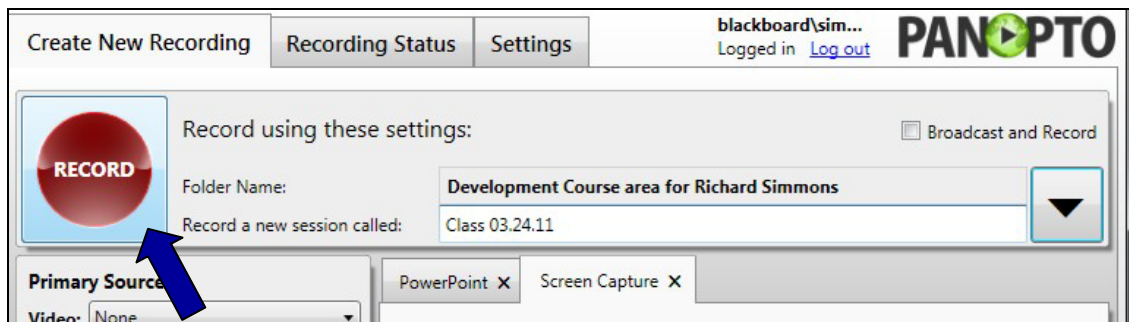 Create New Recording
Recording Status
Settings
blackboard\sim...
Logged in Log out
PANOPTO
RECORD
Record using these settings:
Broadcast and Record
Folder Name:
Development Course area for Richard Simmons
Record a new session called:
Class 03.24.11
Primary Source
PowerPoint X
Screen Capture X
Video: None